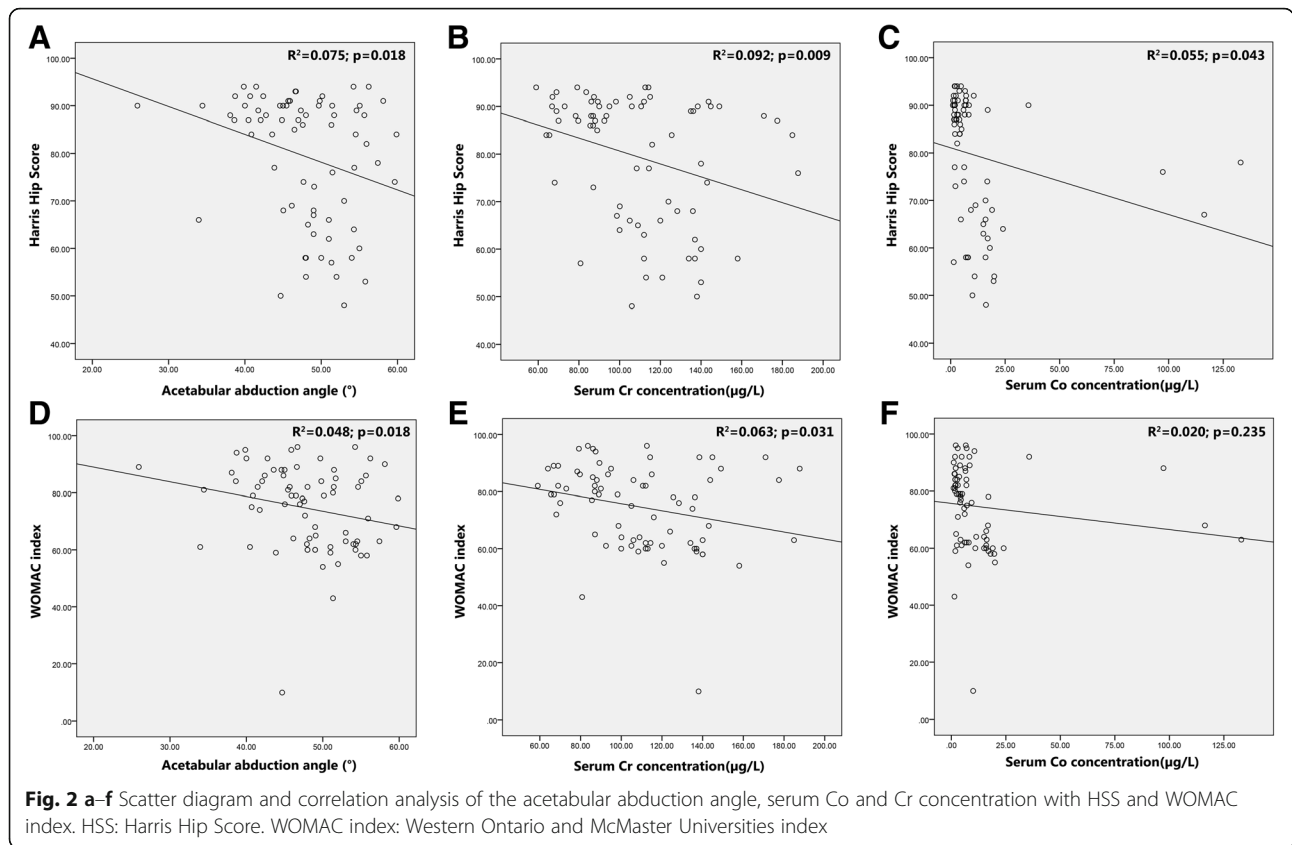 A
R²=0.075; p=0.018
100.00
90.00
80.00
70.00
60.00
50.00
40.00
Harris Hip Score
20.00 30.00 40.00 50.00 60.00
Acetabular abduction angle (°)
B
R²=0.092; p=0.009
100.00
90.00
80.00
70.00
60.00
50.00
40.00
Harris Hip Score
60.00 80.00 100.00 120.00 140.00 160.00 180.00 200.00
Serum Cr concentration(μg/L)
C
R²=0.055; p=0.043
100.00
90.00
80.00
70.00
60.00
50.00
40.00
Harris Hip Score
.00 25.00 50.00 75.00 100.00 125.00
Serum Co concentration(μg/L)
D
R²=0.048; p=0.018
100.00
80.00
60.00
40.00
20.00
.00
WOMAC index
20.00 30.00 40.00 50.00 60.00
Acetabular abduction angle (°)
E
R²=0.063; p=0.031
100.00
80.00
60.00
40.00
20.00
.00
WOMAC index
60.00 80.00 100.00 120.00 140.00 160.00 180.00 200.00
Serum Cr concentration(μg/L)
F
R²=0.020; p=0.235
100.00
80.00
60.00
40.00
20.00
.00
WOMAC index
.00 25.00 50.00 75.00 100.00 125.00
Serum Co concentration(μg/L)
Fig. 2 a–f Scatter diagram and correlation analysis of the acetabular abduction angle, serum Co and Cr concentration with HSS and WOMAC
index. HSS: Harris Hip Score. WOMAC index: Western Ontario and McMaster Universities index